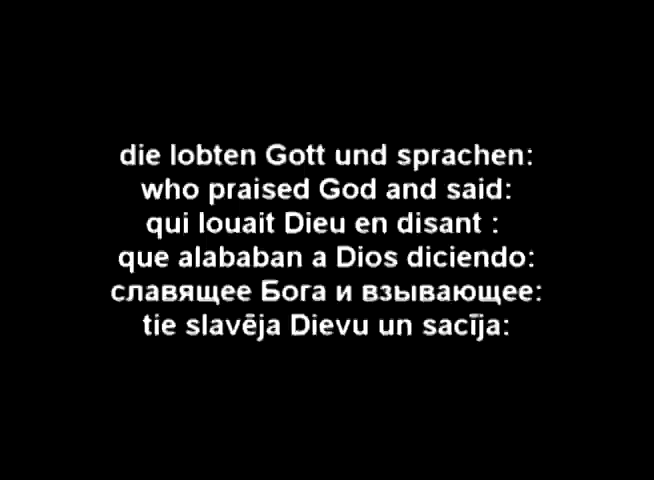 die lobten Gott und sprachen:
who praised God and said:
qui louait Dieu en disant :
que alababan a Dios diciendo:
славящее Бога и взывающее:
tie slavēja Dievu un sacīja: